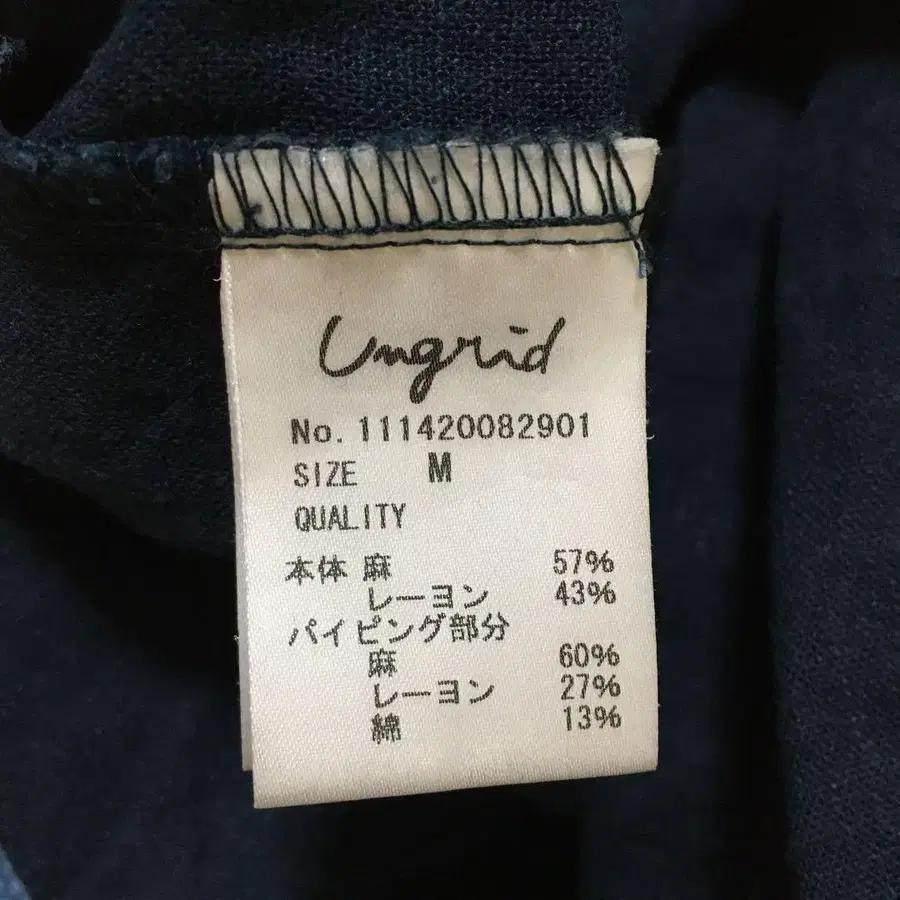 Ungrid
No. 111420082901
SIZE M
QUALITY
本体 麻 57%
レーヨン 43%
パイピング部分
麻 60%
レーヨン 27%
綿 13%